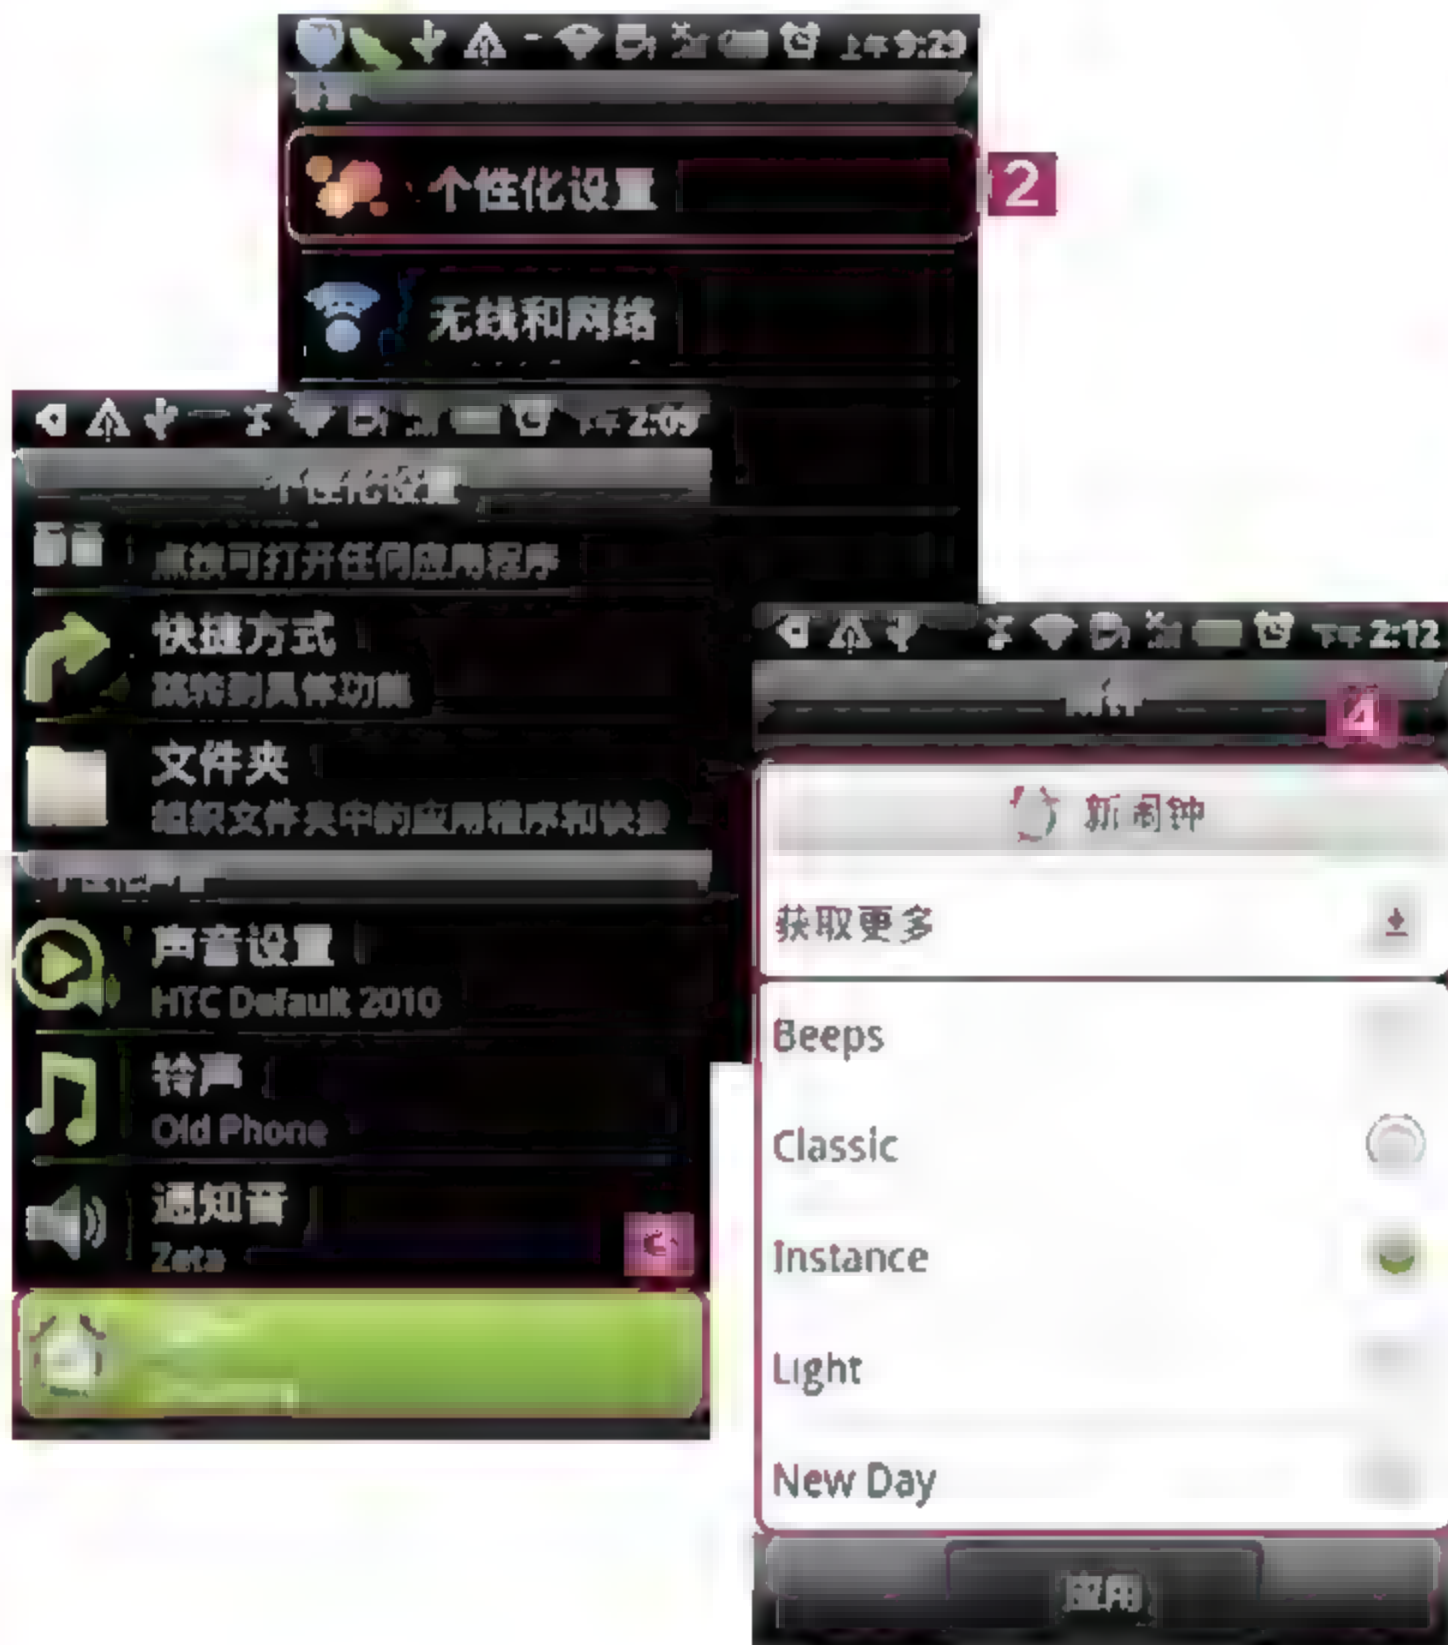 上午 9:29
个性化设置
2
无线和网络
下午 2:09
个性化设置
点按可打开任何应用程序
快捷方式
跳转到具体功能
文件夹
组织文件夹中的应用程序和快捷
声音设置
HTC Default 2010
铃声
Old Phone
通知音
Zeta
下午 2:12
4
新闹钟
获取更多
Beeps
Classic
Instance
Light
New Day
应用